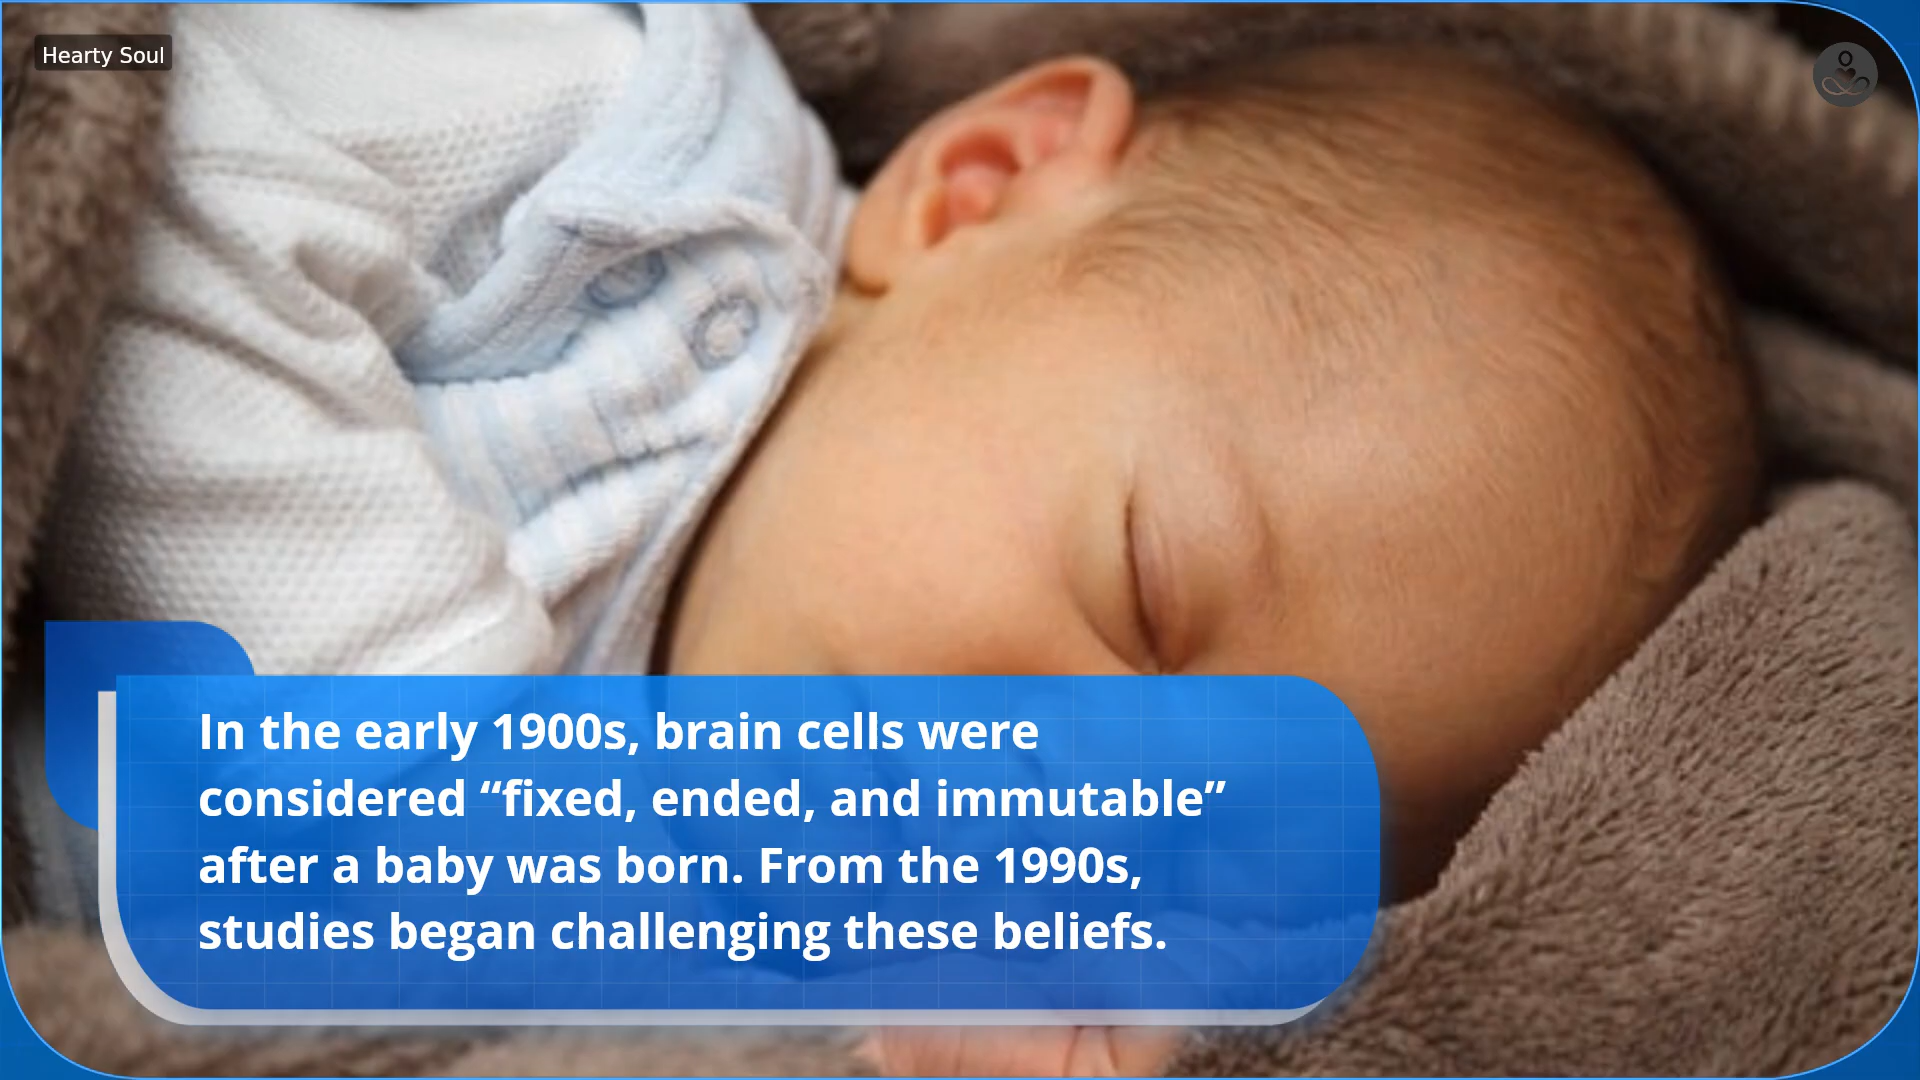 Hearty Soul
In the early 1900s, brain cells were
considered “fixed, ended, and immutable”
after a baby was born. From the 1990s,
studies began challenging these beliefs.